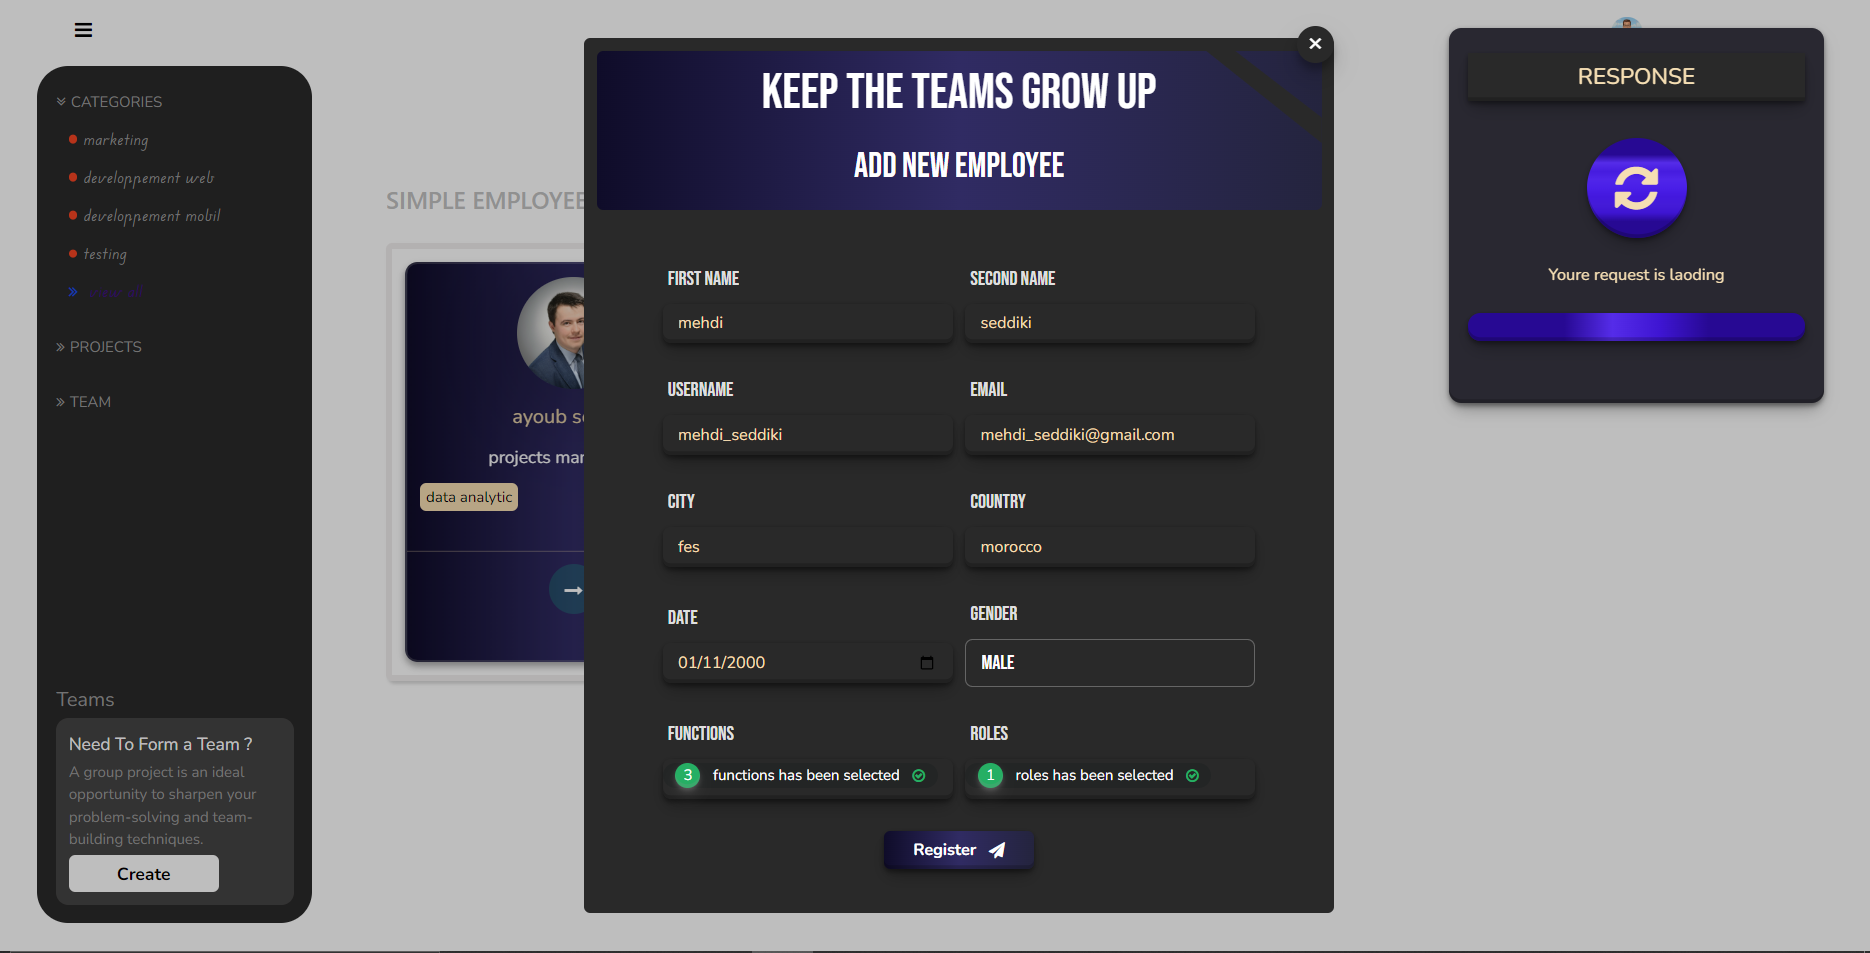 CATEGORIES
marketing
developpement web
developpement mobil
testing
PROJECTS
TEAM
Teams
Need To Form a Team ?
A group project is an ideal
opportunity to sharpen your
problem-solving and team-
building techniques.
Create
SIMPLE EMPLOYEE
ayoub se
projects mar
data analytic
KEEP THE TEAMS GROW UP
ADD NEW EMPLOYEE
FIRST NAME
SECOND NAME
mehdi
seddiki
USERNAME
EMAIL
mehdi_seddiki
mehdi_seddiki@gmail.com
CITY
COUNTRY
fes
morocco
DATE
GENDER
01/11/2000
MALE
FUNCTIONS
ROLES
3 functions has been selected
1 roles has been selected
Register
RESPONSE
Youre request is laoding